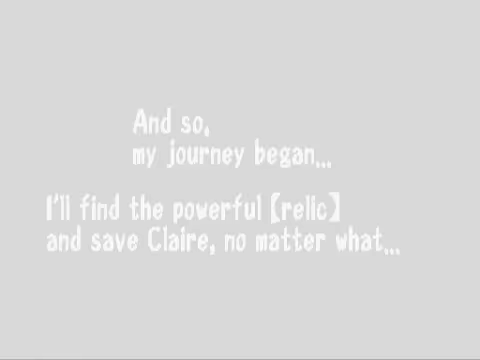 And so,
my journey began...
I'll find the powerful【relic】
and save Claire, no matter what...